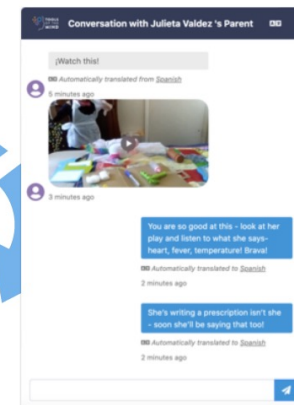 Conversation with Julieta Valdez 's Parent
¡Watch this!
Automatically translated from Spanish
5 minutes ago
3 minutes ago
You are so good at this - look at her
play and listen to what she says-
heart, fever, temperature! Brava!
Automatically translated to Spanish
2 minutes ago
She's writing a prescription isn't she
- soon she'll be saying that too!
Automatically translated to Spanish
2 minutes ago